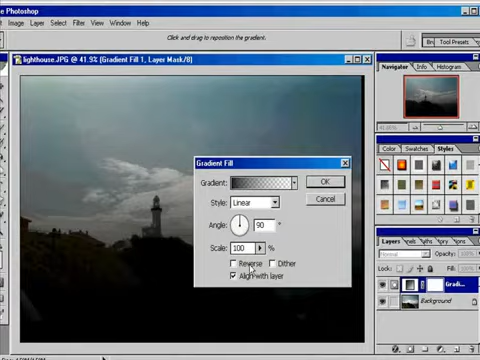 e Photoshop
Image Layer Select Filter View Window Help
Click and drag to reposition the gradient.
Tool Presets
lighthouse.JPG @ 41.9% (Gradient Fill 1, Layer Mask/8)
Navigator Info Histogram
Color Swatches Styles
Gradient Fill
Gradient:
OK
Style: Linear
Cancel
Angle: 90 °
Scale: 100 %
Reverse Dither
Align with layer
Layers
Normal Opacity: 100%
Lock: Fill:
Gradi...
Background